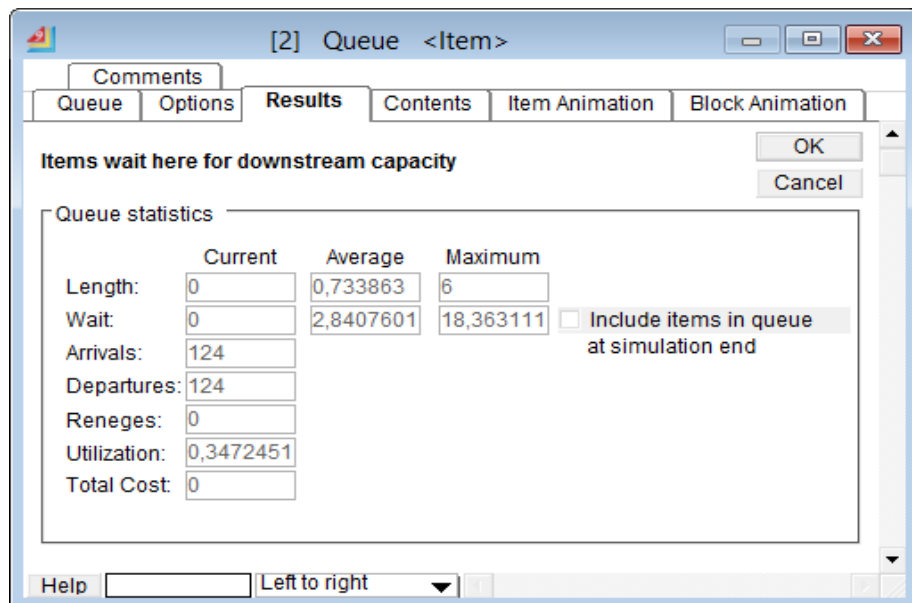 [2] Queue <Item>
Comments
Queue Options Results Contents Item Animation Block Animation
OK
Items wait here for downstream capacity
Cancel
Queue statistics
Current Average Maximum
Length: 0 0,733863 6
Wait: 0 2,8407601 18,363111 Include items in queue
at simulation end
Arrivals: 124
Departures: 124
Reneges: 0
Utilization: 0,3472451
Total Cost: 0
Help Left to right